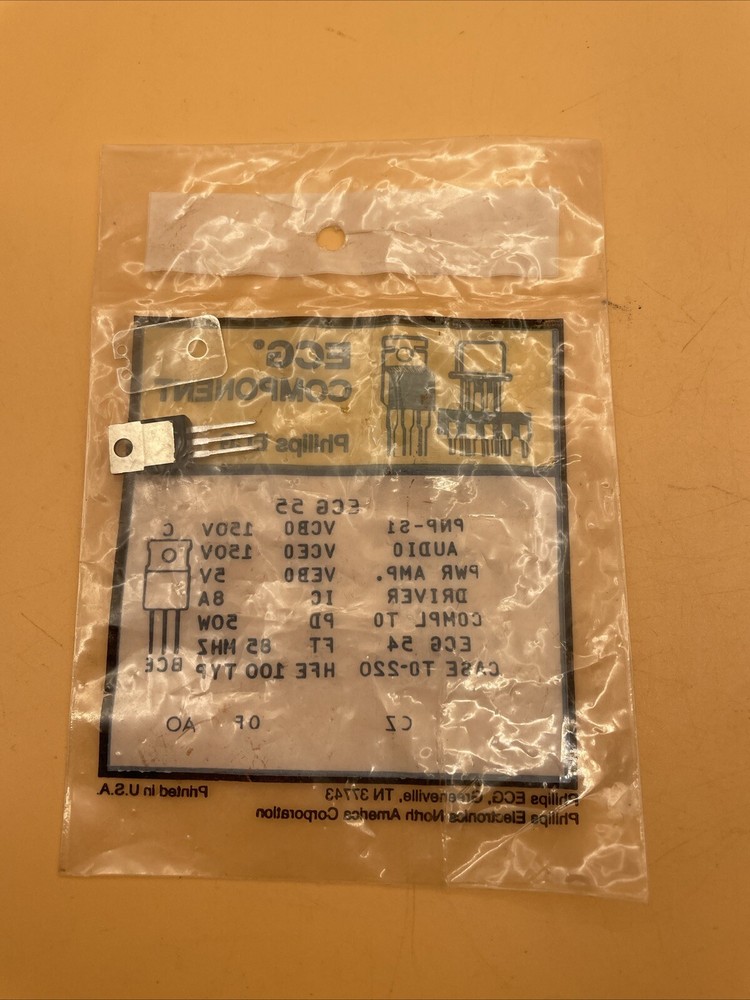 ECG®
COMPONENT
Philips ECG
ECG 55
PNP-SI VCBO 150V C
AUDIO VCEO 150V
PWR AMP. VEBO 5V
DRIVER IC 8A
COMPL TO PD 50W
ECG 54 FT 85 MHZ
CASE TO-220 HFE 100 TYP BCE
CZ
Philips ECG, Greeneville, TN 37743 Printed in U.S.A.
Philips Electronics North America Corporation